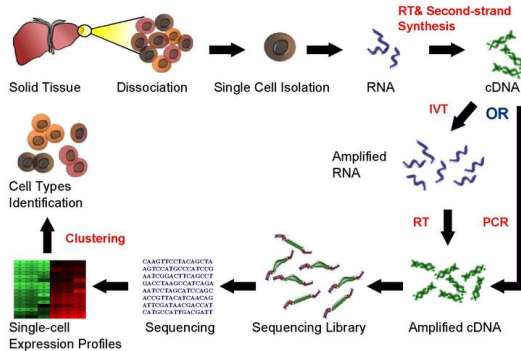 RT& Second-strand
Synthesis
Solid Tissue
Dissociation
Single Cell Isolation
RNA
cDNA
IVT
OR
Amplified
RNA
RT
PCR
Amplified cDNA
Sequencing Library
CAAGTTCCTACAGCTA
AGTCCATGCCCATCCG
AATCGGACTTCAGCCT
GACCTAAGCCATCAGA
AATCCTAGCATCCAGC
ACCGTTACATCAACAG
ATTCGATAACGACCAT
CATGCCATTGACGATT
Sequencing
Single-cell
Expression Profiles
Clustering
Cell Types
Identification